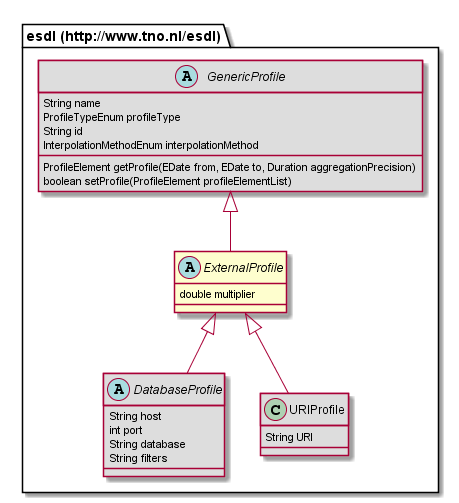 esdl (http://www.tno.nl/esdl)
A GenericProfile
String name
ProfileTypeEnum profileType
String id
InterpolationMethodEnum interpolationMethod
ProfileElement getProfile(EDate from, EDate to, Duration aggregationPrecision)
boolean setProfile(ProfileElement profileElementList)
A ExternalProfile
double multiplier
A DatabaseProfile
String host
int port
String database
String filters
C URIProfile
String URI